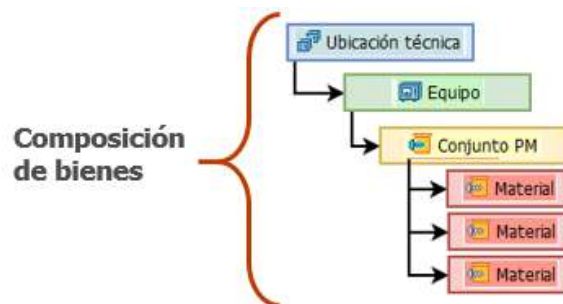 Composición
de bienes
Ubicación técnica
Equipo
Conjunto PM
Material
Material
Material